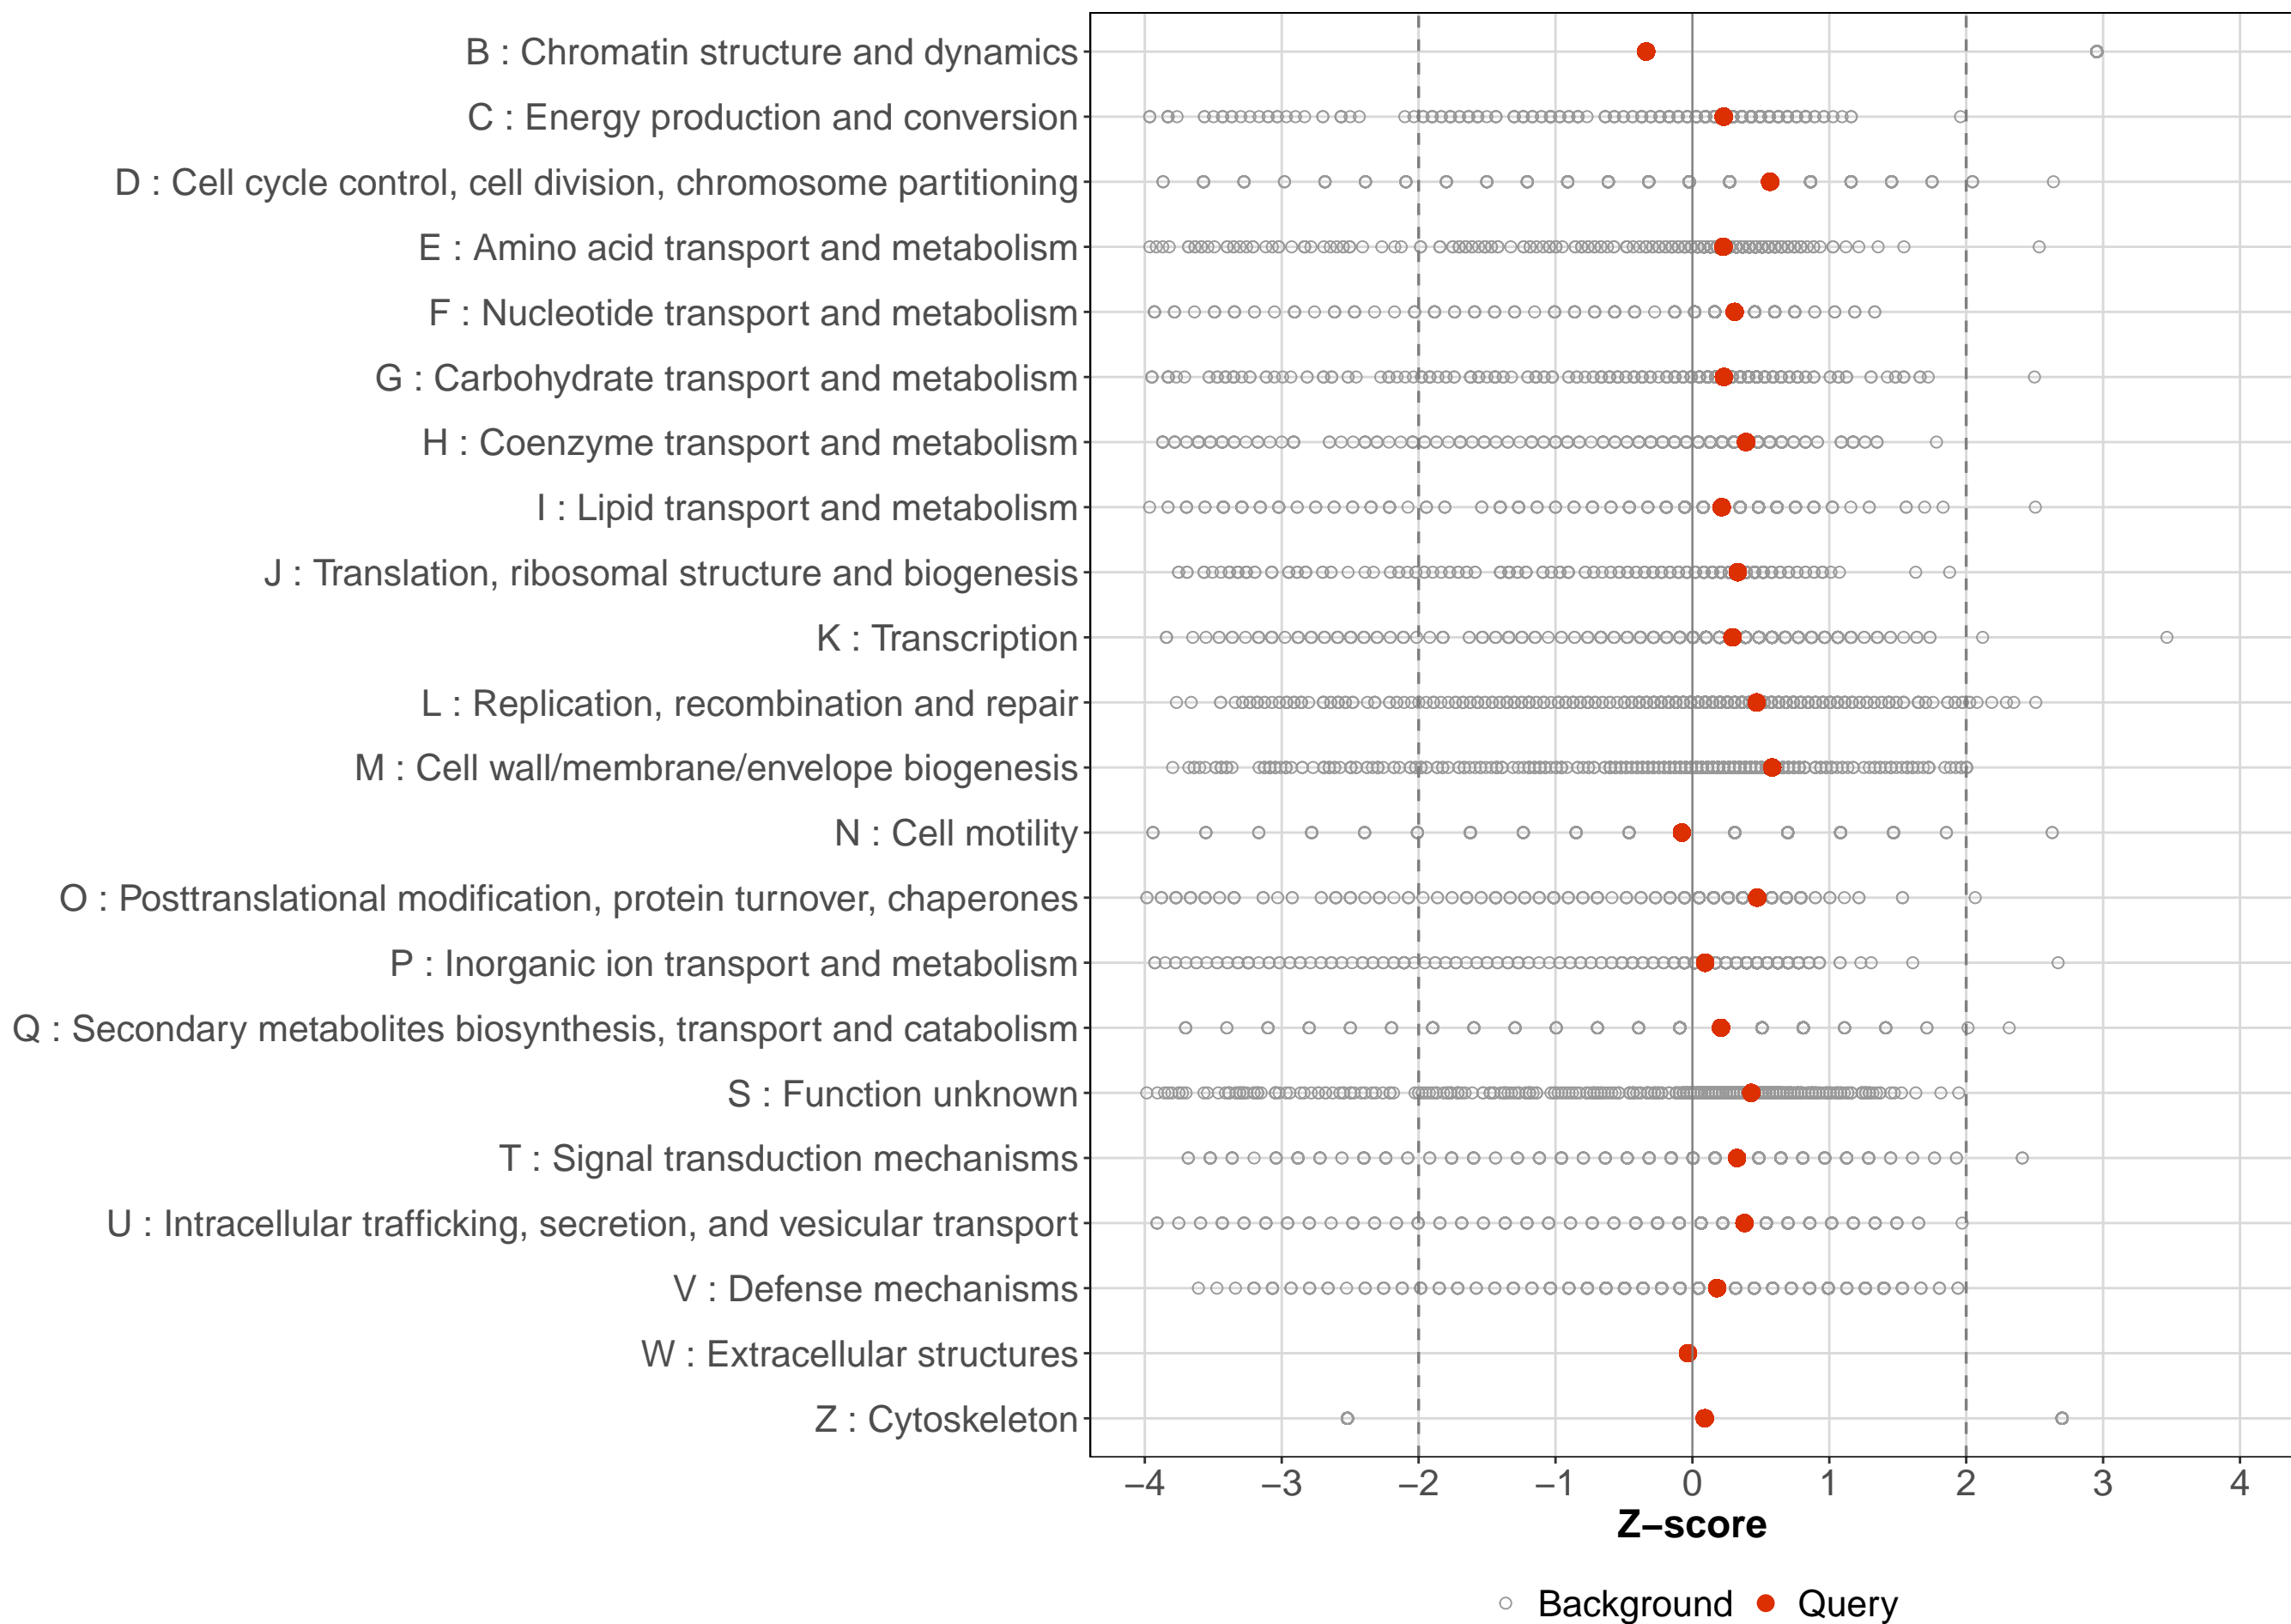 B : Chromatin structure and dynamics
C : Energy production and conversion
D : Cell cycle control, cell division, chromosome partitioning
E : Amino acid transport and metabolism
F : Nucleotide transport and metabolism
G : Carbohydrate transport and metabolism
H : Coenzyme transport and metabolism
I : Lipid transport and metabolism
J : Translation, ribosomal structure and biogenesis
K : Transcription
L : Replication, recombination and repair
M : Cell wall/membrane/envelope biogenesis
N : Cell motility
O : Posttranslational modification, protein turnover, chaperones
P : Inorganic ion transport and metabolism
Q : Secondary metabolites biosynthesis, transport and catabolism
S : Function unknown
T : Signal transduction mechanisms
U : Intracellular trafficking, secretion, and vesicular transport
V : Defense mechanisms
W : Extracellular structures
Z : Cytoskeleton
−4 −3 −2 −1 0 1 2 3 4
Z−score
Background Query